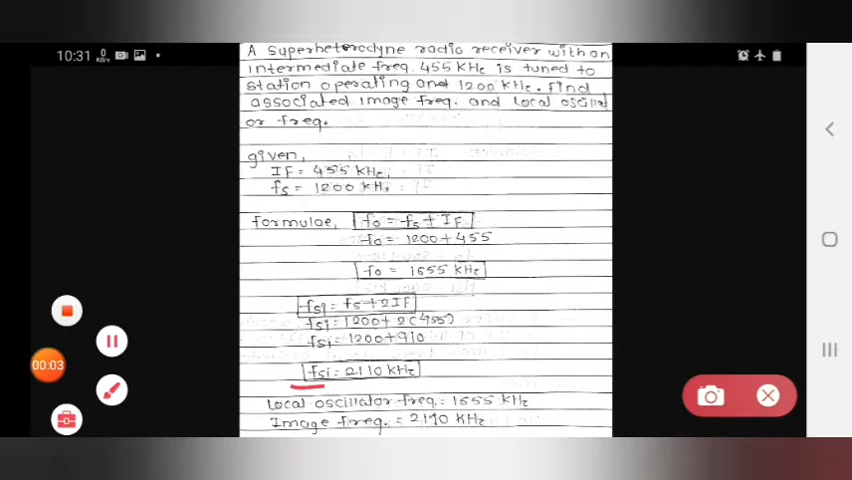 10:31 0 KB/s
A Superheterodyne radio receiver with an
intermediate freq. 455 KHz is tuned to
station operating and 1200 KHz. Find
associated Image freq. and Local oscillat
or freq.
given,
IF = 455 KHz
fs = 1200 KHz
formulae, fo = fs + IF
fo = 1200 + 455
fo = 1655 KHz
fsi = fs + 2IF
fsi = 1200 + 2(455)
fsi = 1200 + 910
fsi = 2110 KHz
00:03
Local oscillator freq = 1655 KHz
Image freq. = 2110 KHz